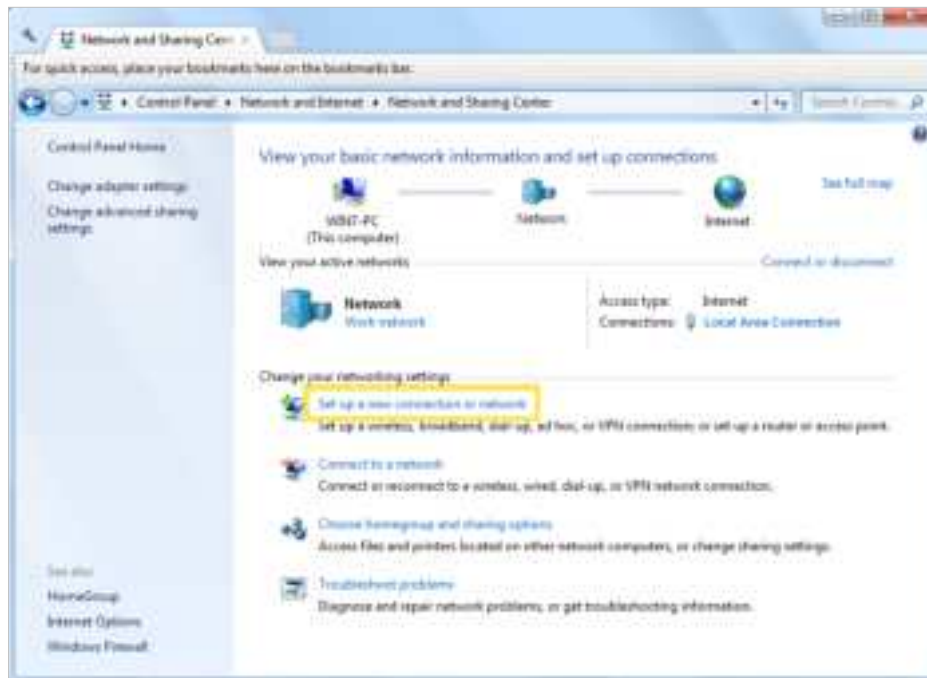 Network and Sharing Cen
For quick access, place your bookmarks here on the bookmarks bar.
Control Panel Network and Internet Network and Sharing Center
Search Control
Control Panel Home
Change adapter settings
Change advanced sharing
settings
View your basic network information and set up connections
See full map
WIN7-PC
(This computer)
Network
Internet
View your active networks
Connect or disconnect
Network
Work network
Access type: Internet
Connections: Local Area Connection
Change your networking settings
Set up a new connection or network
Set up a wireless, broadband, dial-up, ad hoc, or VPN connection; or set up a router or access point.
Connect to a network
Connect or reconnect to a wireless, wired, dial-up, or VPN network connection.
Choose homegroup and sharing options
Access files and printers located on other network computers, or change sharing settings.
Troubleshoot problems
Diagnose and repair network problems, or get troubleshooting information.
See also
HomeGroup
Internet Options
Windows Firewall